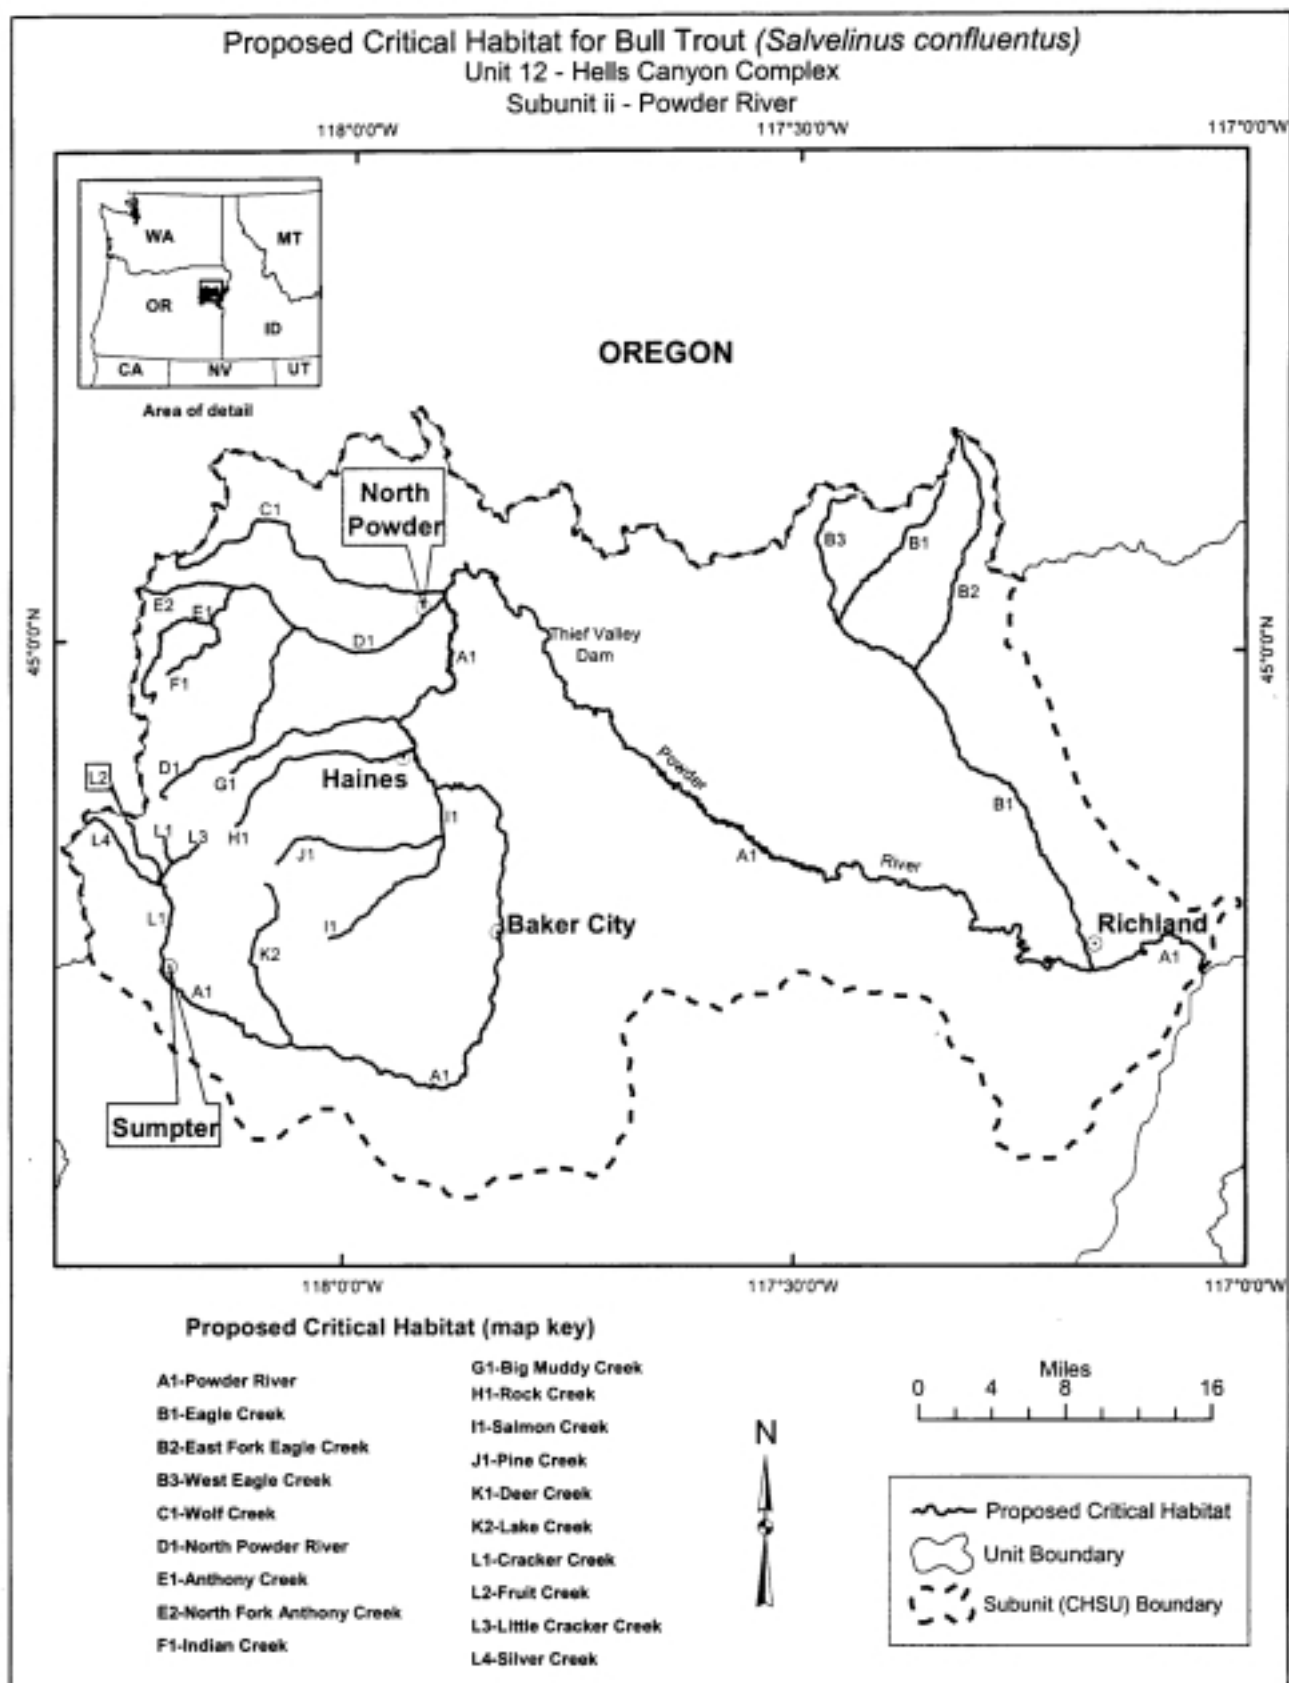 Proposed Critical Habitat for Bull Trout (Salvelinus confluentus)
Unit 12 - Hells Canyon Complex
Subunit ii - Powder River
118°0'0"W
117°30'0"W
117°0'0"W
WA
MT
OR
ID
CA
NV
UT
Area of detail
OREGON
North
Powder
C1
B3
B1
B2
E2
E1
D1
A1
Thief Valley
Dam
45°0'0"N
45°0'0"N
F1
D1
G1
Haines
Powder
L2
L1
L3
L4
H1
I1
J1
B1
A1
River
L1
I1
K2
Baker City
Richland
A1
A1
A1
Sumpter
118°0'0"W
117°30'0"W
117°0'0"W
Proposed Critical Habitat (map key)
A1-Powder River
B1-Eagle Creek
B2-East Fork Eagle Creek
B3-West Eagle Creek
C1-Wolf Creek
D1-North Powder River
E1-Anthony Creek
E2-North Fork Anthony Creek
F1-Indian Creek
G1-Big Muddy Creek
H1-Rock Creek
I1-Salmon Creek
J1-Pine Creek
K1-Deer Creek
K2-Lake Creek
L1-Cracker Creek
L2-Fruit Creek
L3-Little Cracker Creek
L4-Silver Creek
N
Miles
0 4 8 16
Proposed Critical Habitat
Unit Boundary
Subunit (CHSU) Boundary